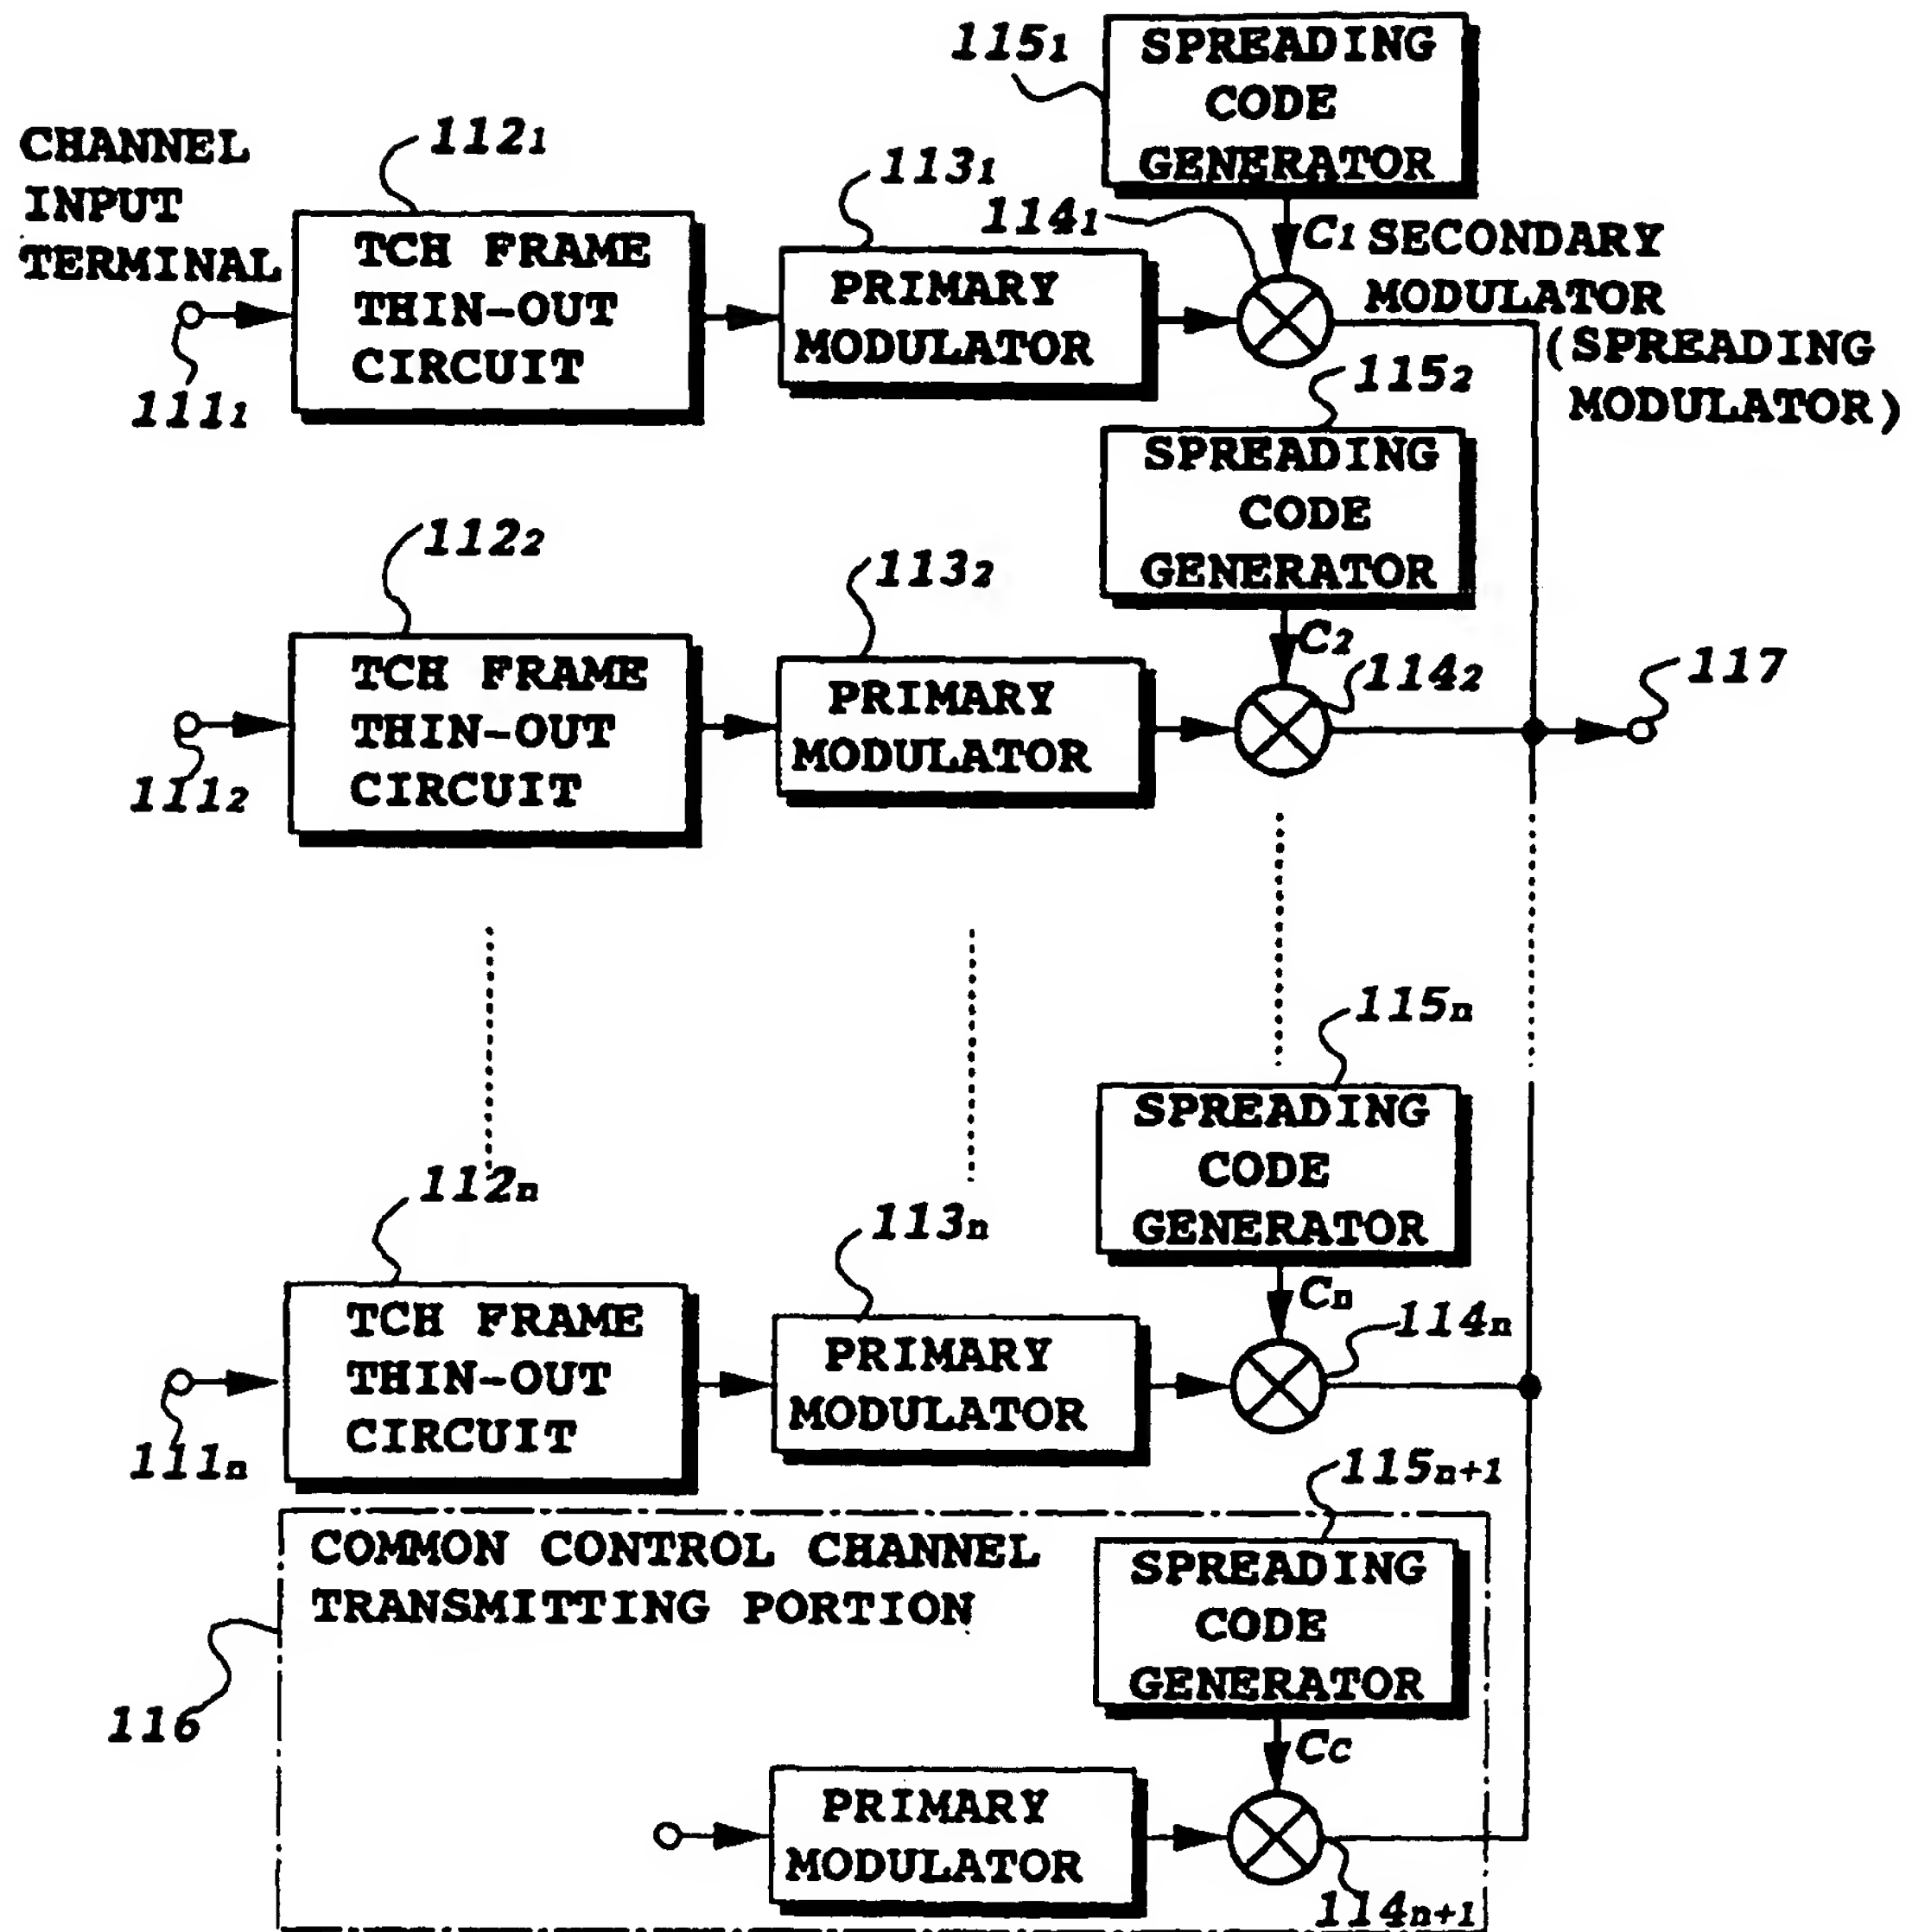 115₁
SPREADING
CODE
GENERATOR
CHANNEL
INPUT
TERMINAL
112₁
113₁
114₁
C₁
SECONDARY
MODULATOR
(SPREADING
MODULATOR)
TCH FRAME
THIN-OUT
CIRCUIT
PRIMARY
MODULATOR
111₁
115₂
SPREADING
CODE
GENERATOR
112₂
113₂
C₂
114₂
117
TCH FRAME
THIN-OUT
CIRCUIT
PRIMARY
MODULATOR
111₂
115n
SPREADING
CODE
GENERATOR
112n
113n
Cn
114n
TCH FRAME
THIN-OUT
CIRCUIT
PRIMARY
MODULATOR
111n
115n+1
COMMON CONTROL CHANNEL
TRANSMITTING PORTION
SPREADING
CODE
GENERATOR
116
Cc
PRIMARY
MODULATOR
114n+1